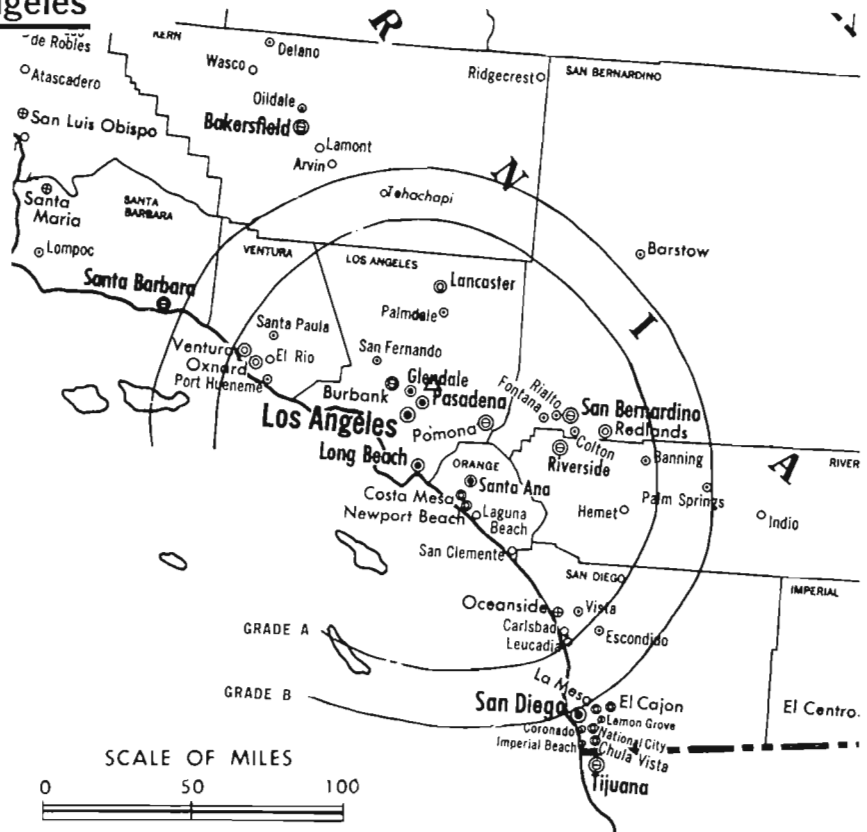 geles
R
N
I
A
de Robles
KERN
Delano
Atascadero
Wasco
Ridgecrest
SAN BERNARDINO
Oildale
San Luis Obispo
Bakersfield
Lamont
Arvin
Tehachapi
Santa
Maria
SANTA
BARBARA
Lompoc
VENTURA
LOS ANGELES
Barstow
Santa Barbara
Lancaster
Palmdale
Santa Paula
Ventura
El Rio
San Fernando
Oxnard
Port Hueneme
Glendale
Burbank
Pasadena
Los Angeles
Fontana
Rialto
San Bernardino
Redlands
Pomona
Colton
Long Beach
Riverside
Banning
RIVER
ORANGE
Santa Ana
Palm Springs
Costa Mesa
Newport Beach
Laguna
Beach
Hemet
Indio
San Clemente
SAN DIEGO
IMPERIAL
Oceanside
Vista
Carlsbad
Leucadia
Escondido
GRADE A
GRADE B
La Mesa
San Diego
El Cajon
El Centro
Lemon Grove
Coronado
National City
Imperial Beach
Chula Vista
Tijuana
SCALE OF MILES
0 50 100